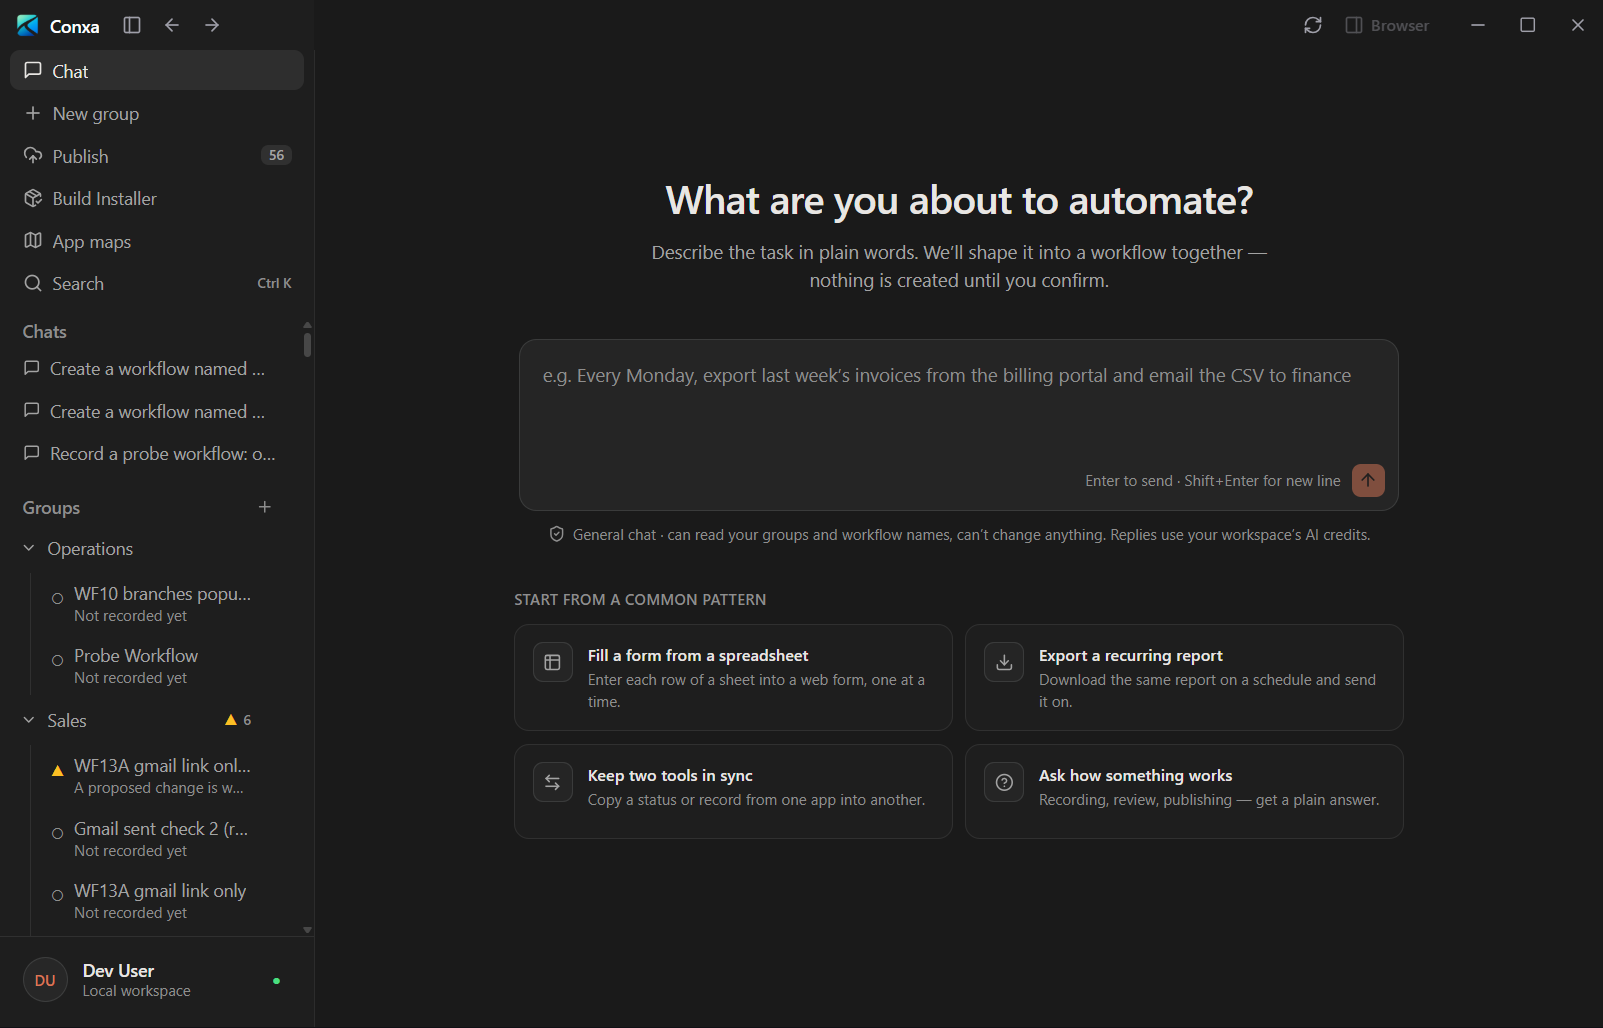 Conxa
Browser
Chat
New group
Publish 56
Build Installer
App maps
Search Ctrl K
Chats
Create a workflow named ...
Create a workflow named ...
Record a probe workflow: o...
Groups
Operations
WF10 branches popu...
Not recorded yet
Probe Workflow
Not recorded yet
Sales 6
WF13A gmail link onl...
A proposed change is w...
Gmail sent check 2 (r...
Not recorded yet
WF13A gmail link only
Not recorded yet
DU
Dev User
Local workspace
What are you about to automate?
Describe the task in plain words. We’ll shape it into a workflow together —
nothing is created until you confirm.
e.g. Every Monday, export last week’s invoices from the billing portal and email the CSV to finance
Enter to send · Shift+Enter for new line
General chat · can read your groups and workflow names, can’t change anything. Replies use your workspace’s AI credits.
START FROM A COMMON PATTERN
Fill a form from a spreadsheet
Enter each row of a sheet into a web form, one at a
time.
Export a recurring report
Download the same report on a schedule and send
it on.
Keep two tools in sync
Copy a status or record from one app into another.
Ask how something works
Recording, review, publishing — get a plain answer.